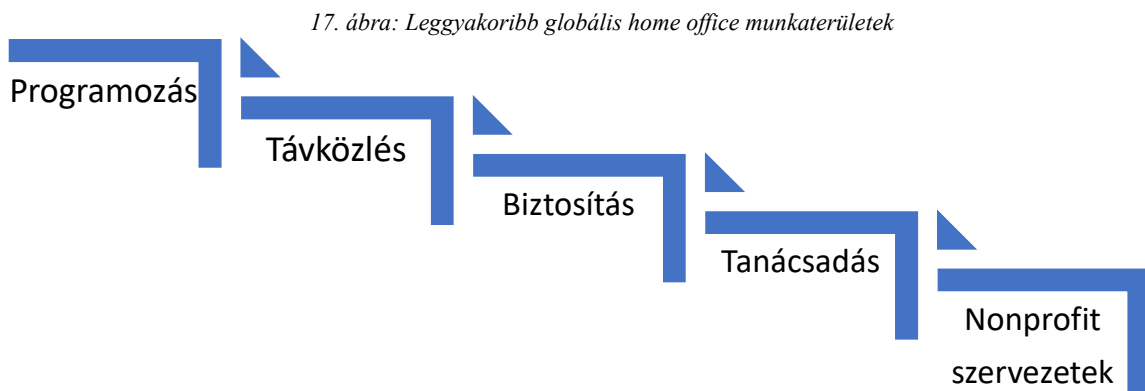 17. ábra: Leggyakoribb globális home office munkaterületek
Programozás
Távközlés
Biztosítás
Tanácsadás
Nonprofit
szervezetek